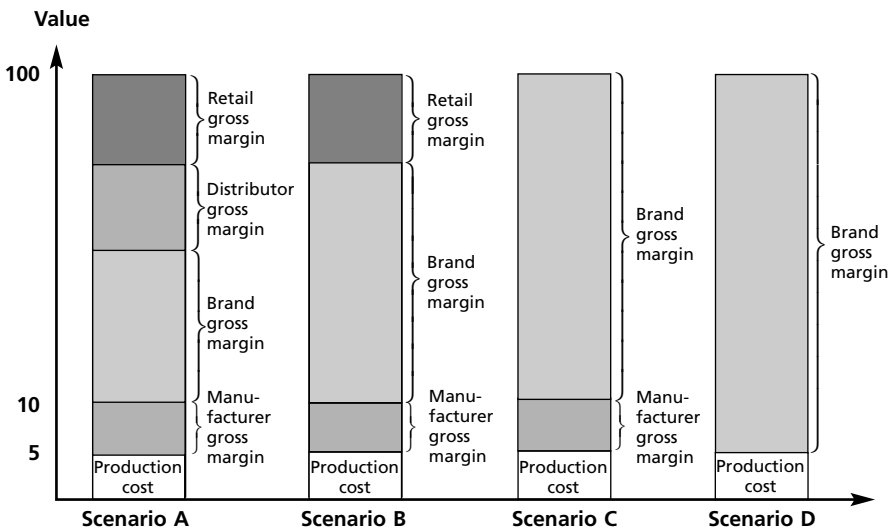 Value
100
10
5
Retail
gross
margin
Distributor
gross
margin
Brand
gross
margin
Manu-
facturer
gross
margin
Production
cost
Scenario A
Retail
gross
margin
Brand
gross
margin
Manu-
facturer
gross
margin
Production
cost
Scenario B
Brand
gross
margin
Manu-
facturer
gross
margin
Production
cost
Scenario C
Brand
gross
margin
Production
cost
Scenario D